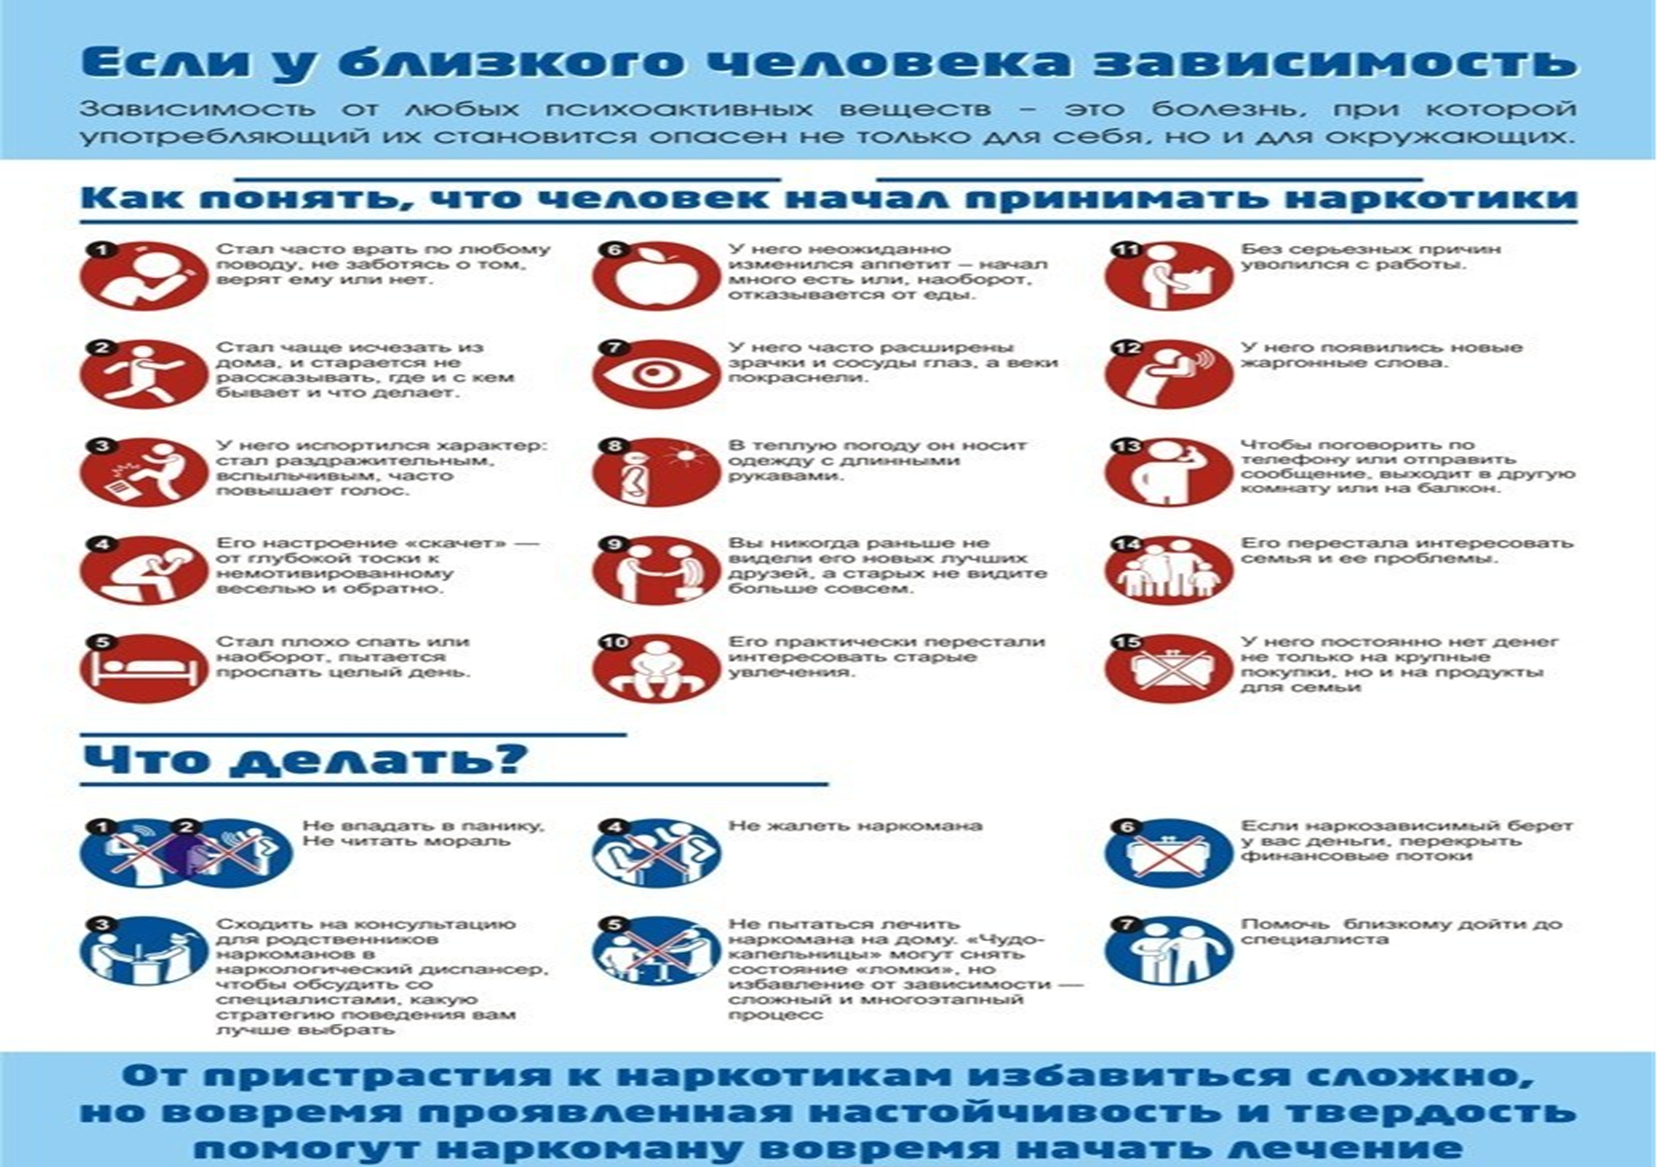 Если у близкого человека зависимость
Зависимость от любых психоактивных веществ – это болезнь, при которой
употребляющий их становится опасен не только для себя, но и для окружающих.
Как понять, что человек начал принимать наркотики
1
Стал часто врать по любому
поводу, не заботясь о том,
верят ему или нет.
2
Стал чаще исчезать из
дома, и старается не
рассказывать, где и с кем
бывает и что делает.
3
У него испортился характер:
стал раздражительным,
вспыльчивым, часто
повышает голос.
4
Его настроение «скачет» —
от глубокой тоски к
немотивированному
веселью и обратно.
5
Стал плохо спать или
наоборот, пытается
проспать целый день.
6
У него неожиданно
изменился аппетит – начал
много есть или, наоборот,
отказывается от еды.
7
У него часто расширены
зрачки и сосуды глаз, а веки
покраснели.
8
В теплую погоду он носит
одежду с длинными
рукавами.
9
Вы никогда раньше не
видели его новых лучших
друзей, а старых не видите
больше совсем.
10
Его практически перестали
интересовать старые
увлечения.
11
Без серьезных причин
уволился с работы.
12
У него появились новые
жаргонные слова.
13
Чтобы поговорить по
телефону или отправить
сообщение, выходит в другую
комнату или на балкон.
14
Его перестала интересовать
семья и ее проблемы.
15
У него постоянно нет денег
не только на крупные
покупки, но и на продукты
для семьи
Что делать?
1 2
Не впадать в панику,
Не читать мораль
3
Сходить на консультацию
для родственников
наркоманов в
наркологический диспансер,
чтобы обсудить со
специалистами, какую
стратегию поведения вам
лучше выбрать
4
Не жалеть наркомана
5
Не пытаться лечить
наркомана на дому. «Чудо-
капельницы» могут снять
состояние «ломки», но
избавление от зависимости —
сложный и многоэтапный
процесс
6
Если наркозависимый берет
у вас деньги, перекрыть
финансовые потоки
7
Помочь близкому дойти до
специалиста
От пристрастия к наркотикам избавиться сложно,
но вовремя проявленная настойчивость и твердость
помогут наркоману вовремя начать лечение